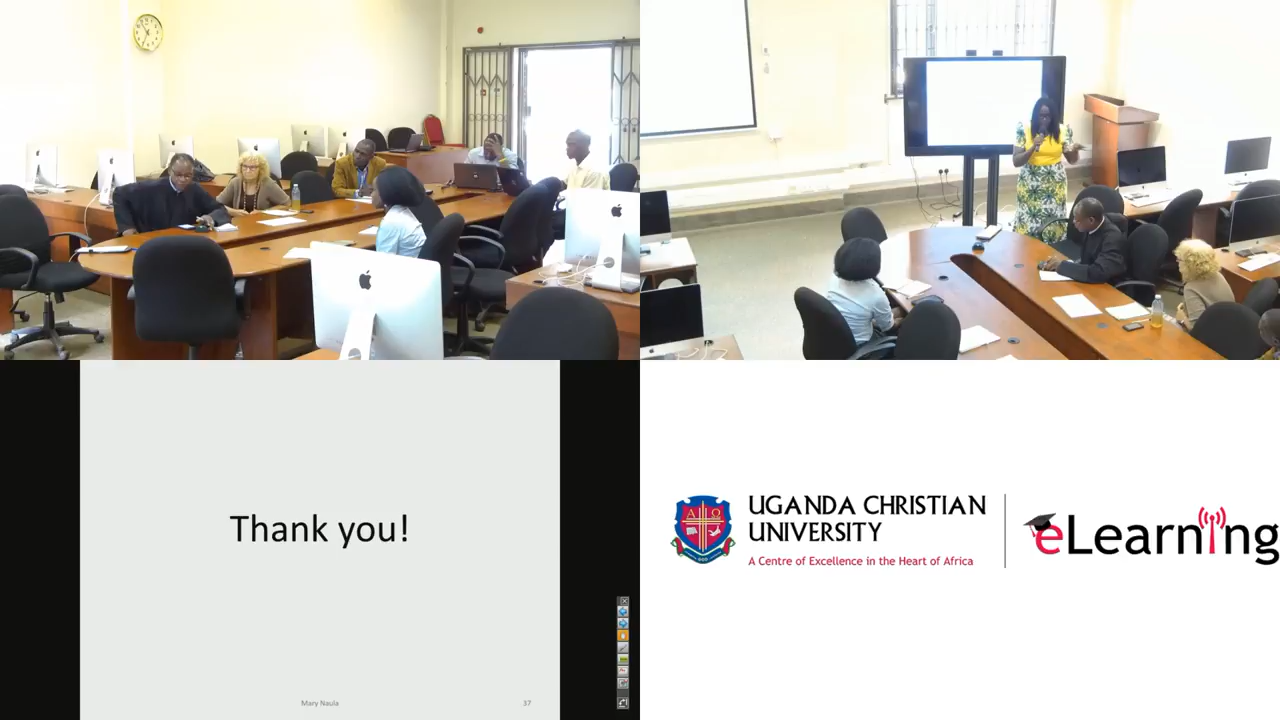 Thank you!
Mary Naula
37
UGANDA CHRISTIAN
UNIVERSITY
A Centre of Excellence in the Heart of Africa
eLearning